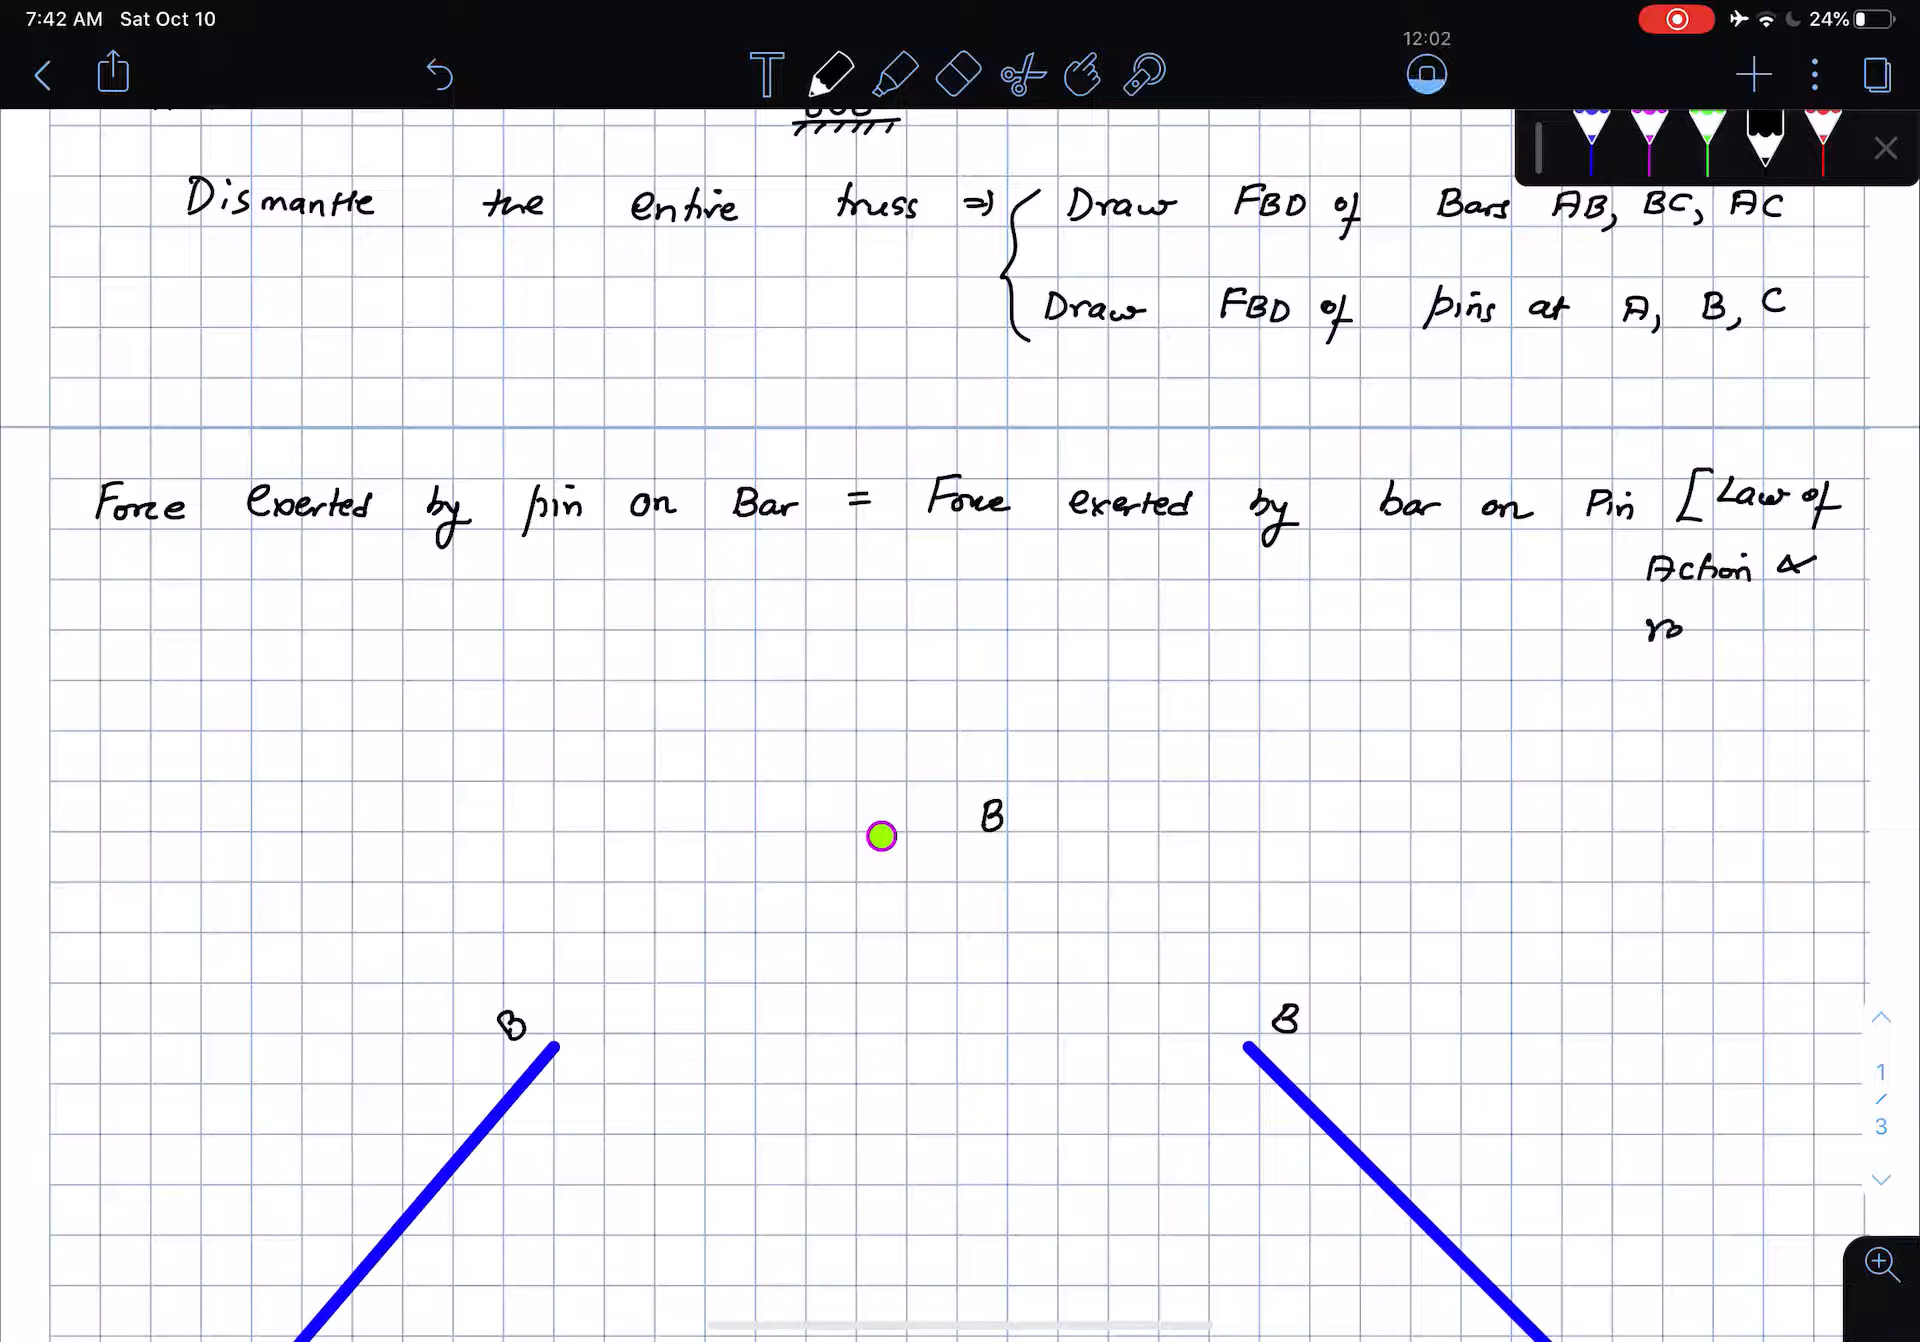 7:42 AM Sat Oct 10
24%
12:02
Dismantle the entire truss => { Draw FBD of Bars AB, BC, AC
Draw FBD of pins at A, B, C
Force exerted by pin on Bar = Force exerted by bar on Pin [Law of
Action &
re
B
B
B
1
/
3